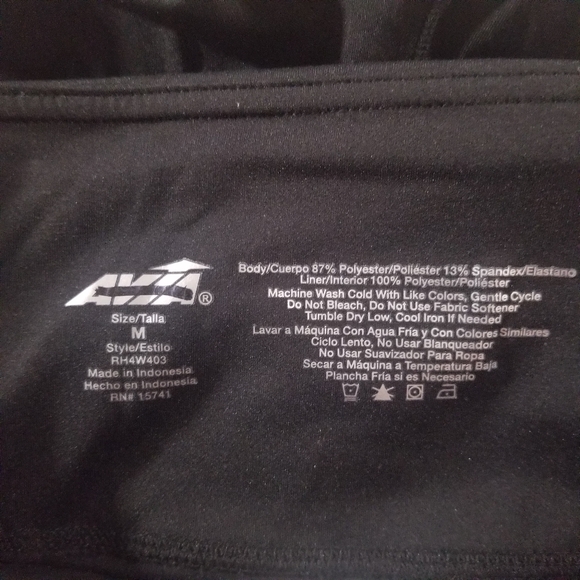 AVIA®
Size/Talla
M
Style/Estilo
RH4W403
Made in Indonesia
Hecho en Indonesia
RN# 15741
Body/Cuerpo 87% Polyester/Poliéster 13% Spandex/Elastano
Liner/Interior 100% Polyester/Poliéster
Machine Wash Cold With Like Colors, Gentle Cycle
Do Not Bleach, Do Not Use Fabric Softener
Tumble Dry Low, Cool Iron If Needed
Lavar a Máquina Con Agua Fría y Con Colores Similares
Ciclo Lento, No Usar Blanqueador
No Usar Suavizador Para Ropa
Secar a Máquina a Temperatura Baja
Plancha Fría si es Necesario